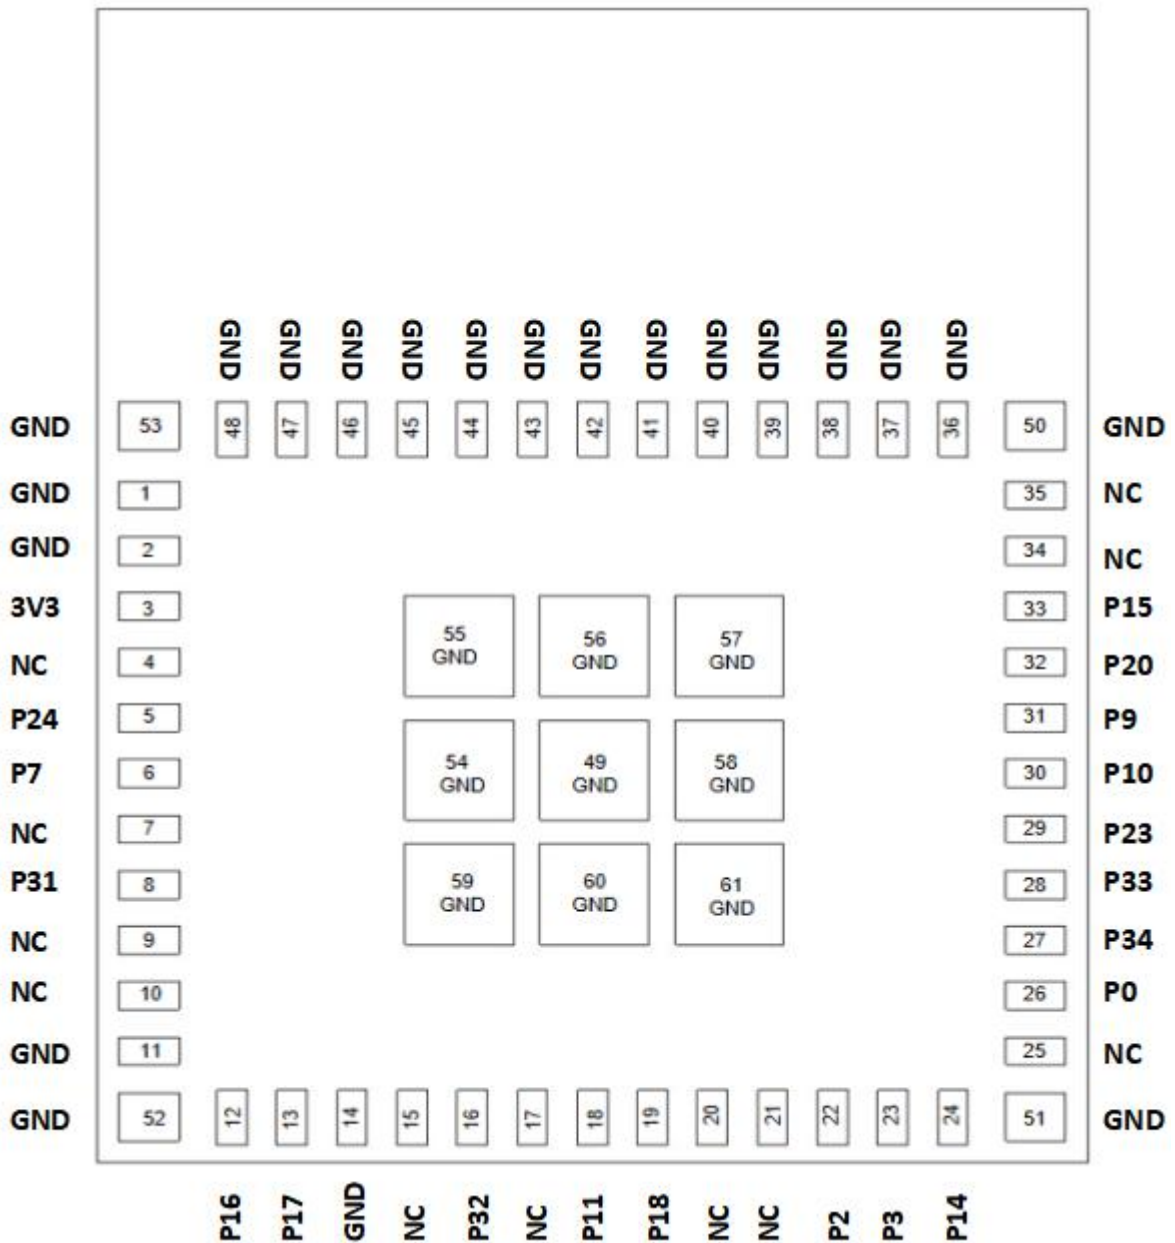 GND GND GND GND GND GND GND GND GND GND GND GND GND
GND 53 48 47 46 45 44 43 42 41 40 39 38 37 36 50 GND
GND 1 35 NC
GND 2 34 NC
3V3 3 33 P15
55 56 57
GND GND GND
NC 4 32 P20
P24 5 31 P9
54 49 58
P7 6 GND GND GND 30 P10
NC 7 29 P23
P31 8 59 60 61 28 P33
GND GND GND
NC 9 27 P34
NC 10 26 P0
GND 11 25 NC
GND 52 12 13 14 15 16 17 18 19 20 21 22 23 24 51 GND
P16 P17 GND NC P32 NC P11 P18 NC NC P2 P3 P14